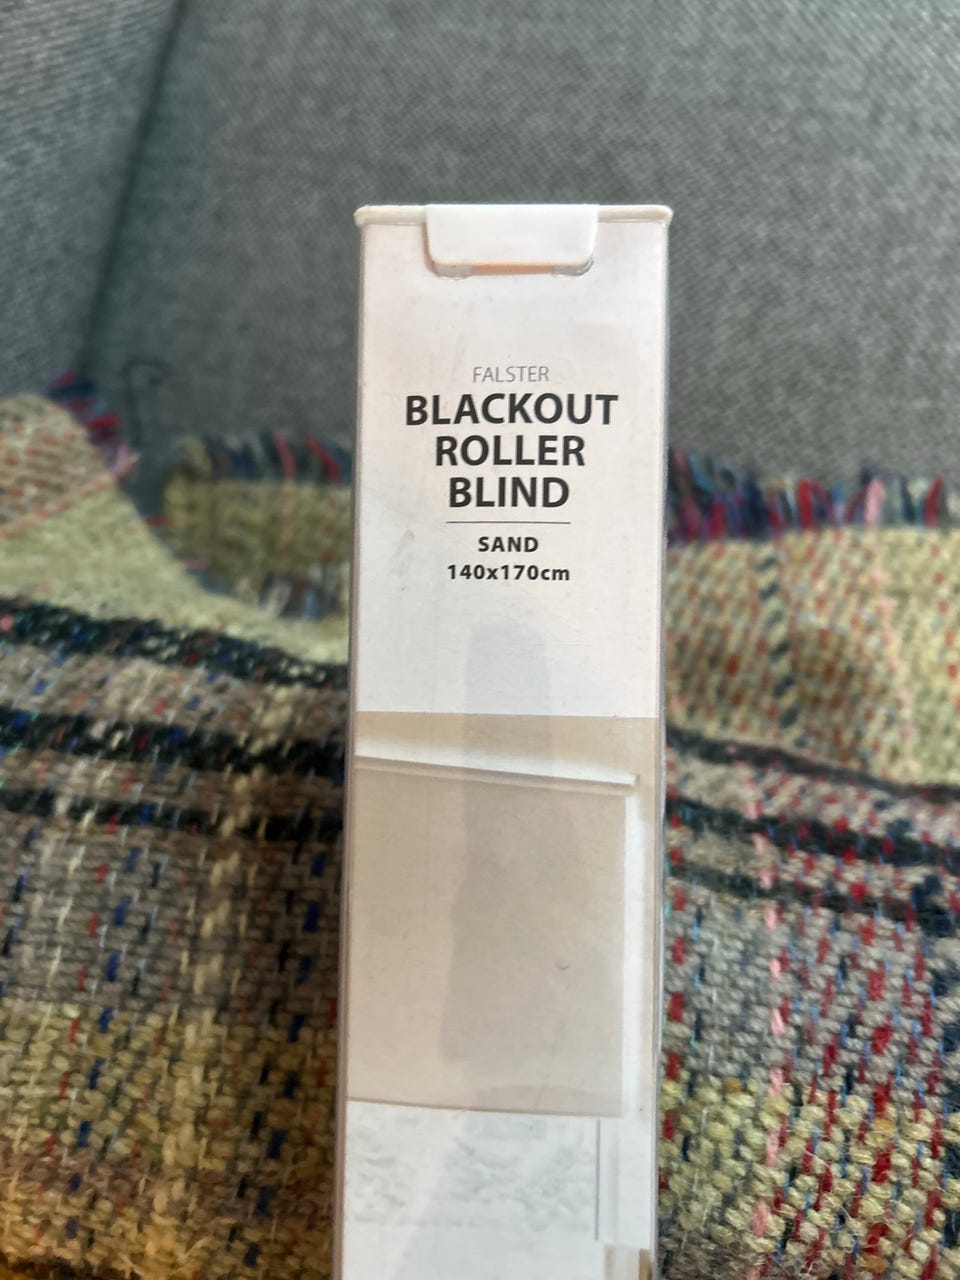 FALSTER
BLACKOUT
ROLLER
BLIND
SAND
140x170cm